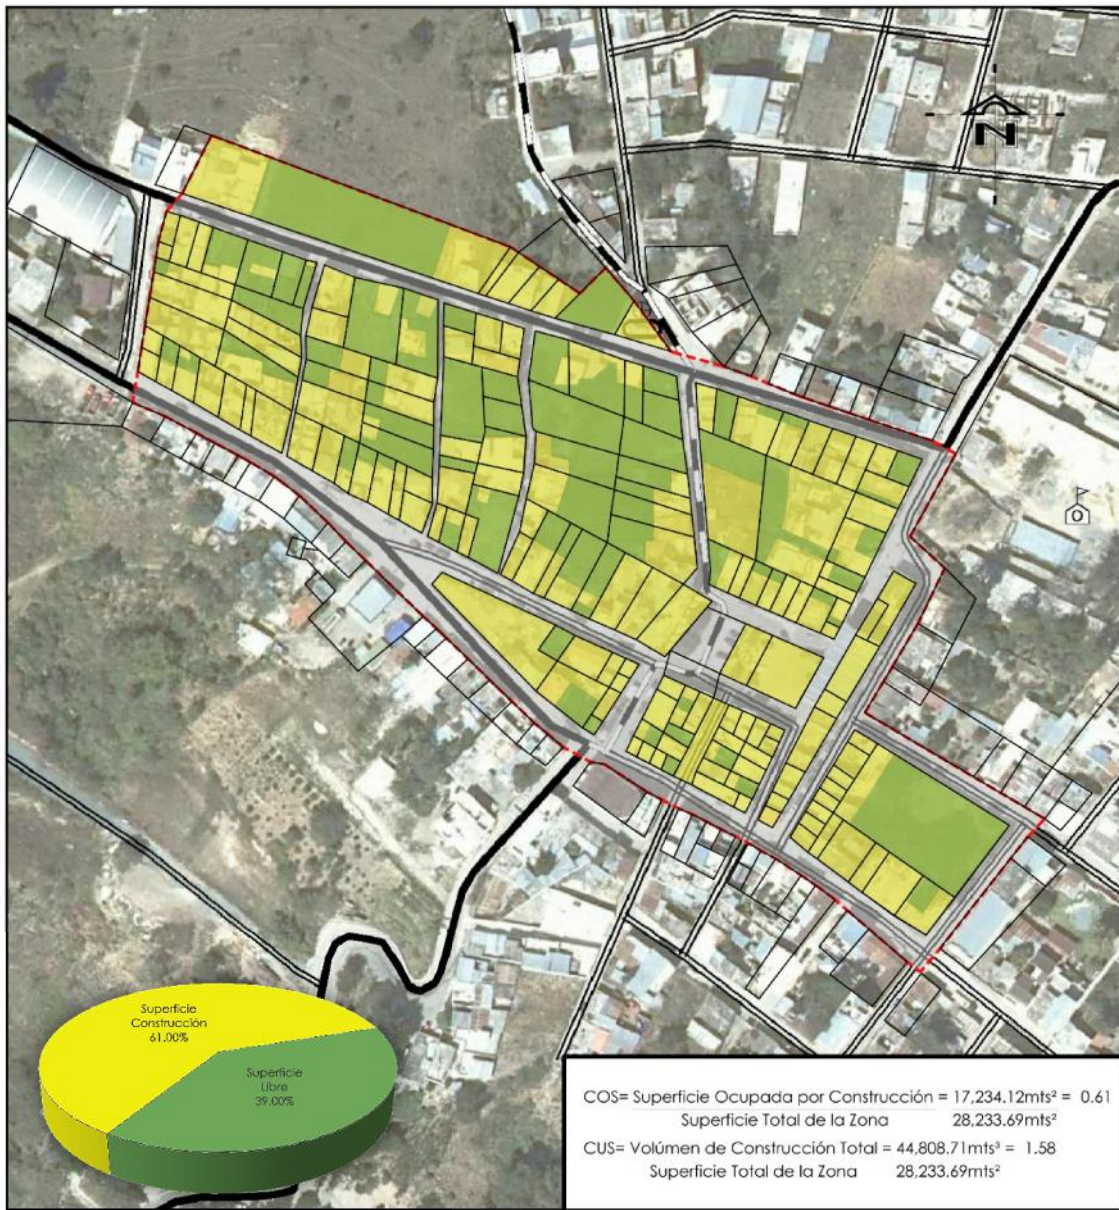 N
O
Superficie
Construcción
61.00%
Superficie
Libre
39.00%
COS= Superficie Ocupada por Construcción = 17,234.12mts² = 0.61
Superficie Total de la Zona 28,233.69mts²
CUS= Volúmen de Construcción Total = 44,808.71mts³ = 1.58
Superficie Total de la Zona 28,233.69mts²